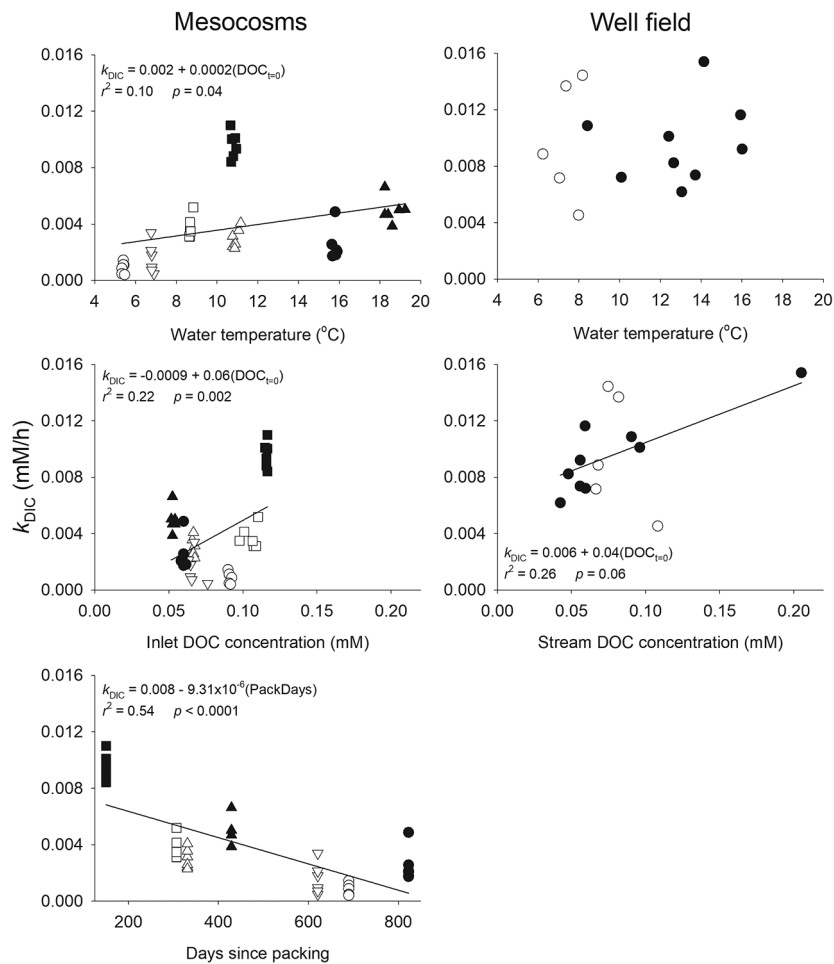 Mesocosms
Well field
0.016
0.012
0.008
0.004
0.000
k_DIC = 0.002 + 0.0002(DOC_t=0)
r² = 0.10 p = 0.04
4 6 8 10 12 14 16 18 20
Water temperature (°C)
0.016
0.012
0.008
0.004
0.000
4 6 8 10 12 14 16 18 20
Water temperature (°C)
k_DIC (mM/h)
0.016
0.012
0.008
0.004
0.000
k_DIC = -0.0009 + 0.06(DOC_t=0)
r² = 0.22 p = 0.002
0.00 0.05 0.10 0.15 0.20
Inlet DOC concentration (mM)
0.016
0.012
0.008
0.004
0.000
k_DIC = 0.006 + 0.04(DOC_t=0)
r² = 0.26 p = 0.06
0.00 0.05 0.10 0.15 0.20
Stream DOC concentration (mM)
0.016
0.012
0.008
0.004
0.000
k_DIC = 0.008 - 9.31x10⁻⁶(PackDays)
r² = 0.54 p < 0.0001
200 400 600 800
Days since packing